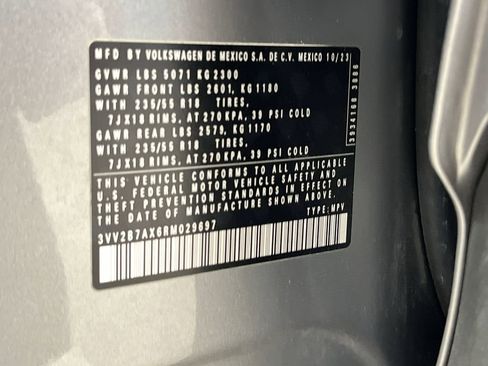 MFD BY VOLKSWAGEN DE MEXICO S.A. DE C.V. MEXICO 10/23
GVWR LBS 5071 KG 2300
GAWR FRONT LBS 2601, KG 1180
WITH 235/55 R18 TIRES,
7JX18 RIMS, AT 270 KPA, 39 PSI COLD
GAWR REAR LBS 2579, KG 1170
WITH 235/55 R18 TIRES,
7JX18 RIMS, AT 270 KPA, 39 PSI COLD
THIS VEHICLE CONFORMS TO ALL APPLICABLE
U.S. FEDERAL MOTOR VEHICLE SAFETY AND
THEFT PREVENTION STANDARDS IN EFFECT ON
THE DATE OF MANUFACTURE SHOWN ABOVE.
3VV2B7AX6RM029697 TYPE: MPV